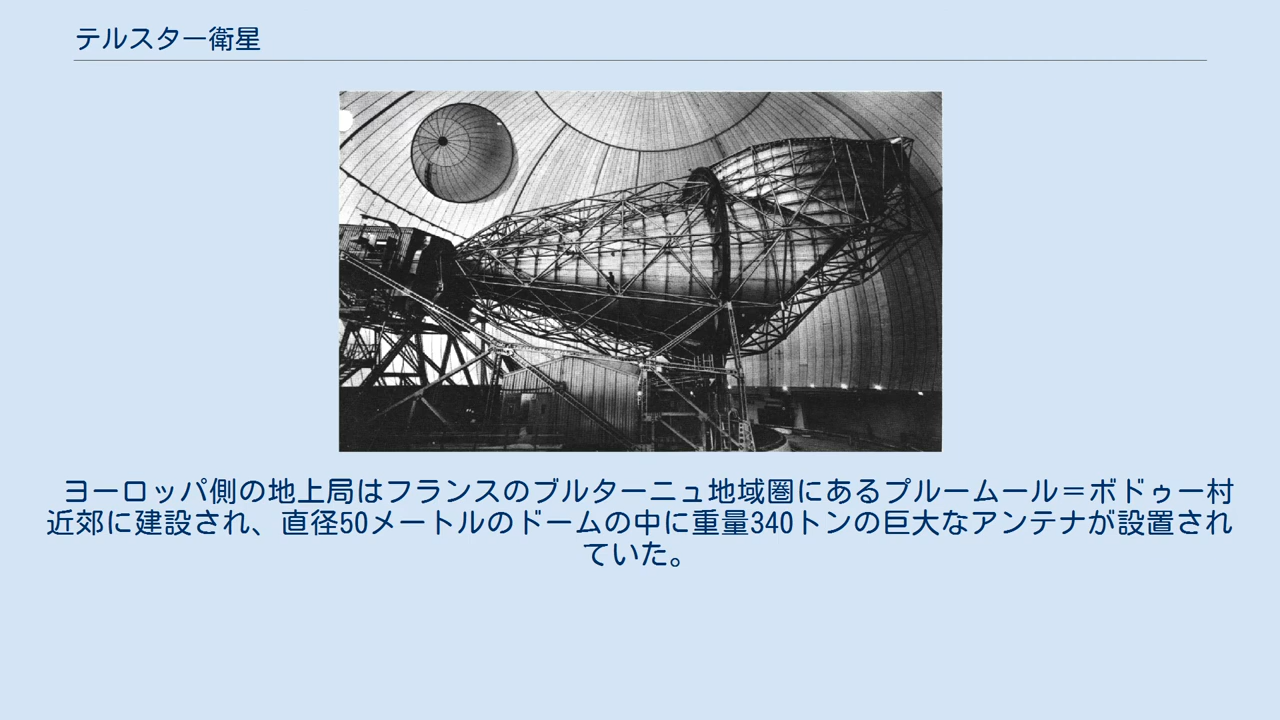 テルスター衛星
ヨーロッパ側の地上局はフランスのブルターニュ地域圏にあるプルームール＝ボドゥー村
近郊に建設され、直径50メートルのドームの中に重量340トンの巨大なアンテナが設置され
ていた。